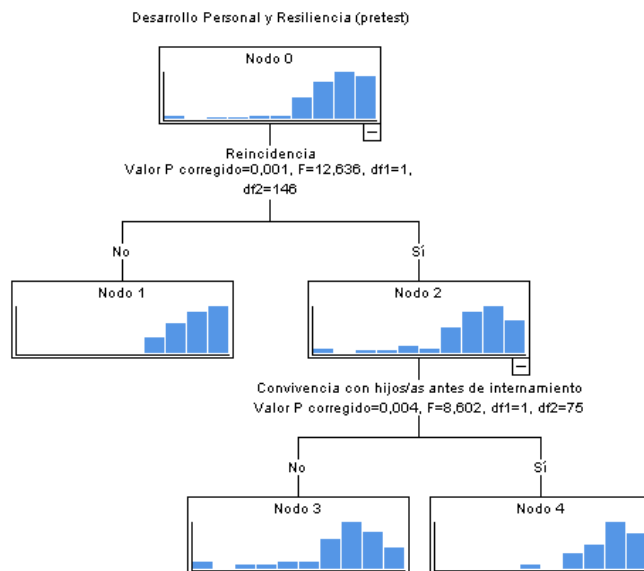 Desarrollo Personal y Resiliencia (pretest)
Nodo 0
Reincidencia
Valor P corregido=0,001, F=12,636, df1=1,
df2=146
No
Sí
Nodo 1
Nodo 2
Convivencia con hijos/as antes de internamiento
Valor P corregido=0,004, F=8,602, df1=1, df2=75
No
Sí
Nodo 3
Nodo 4